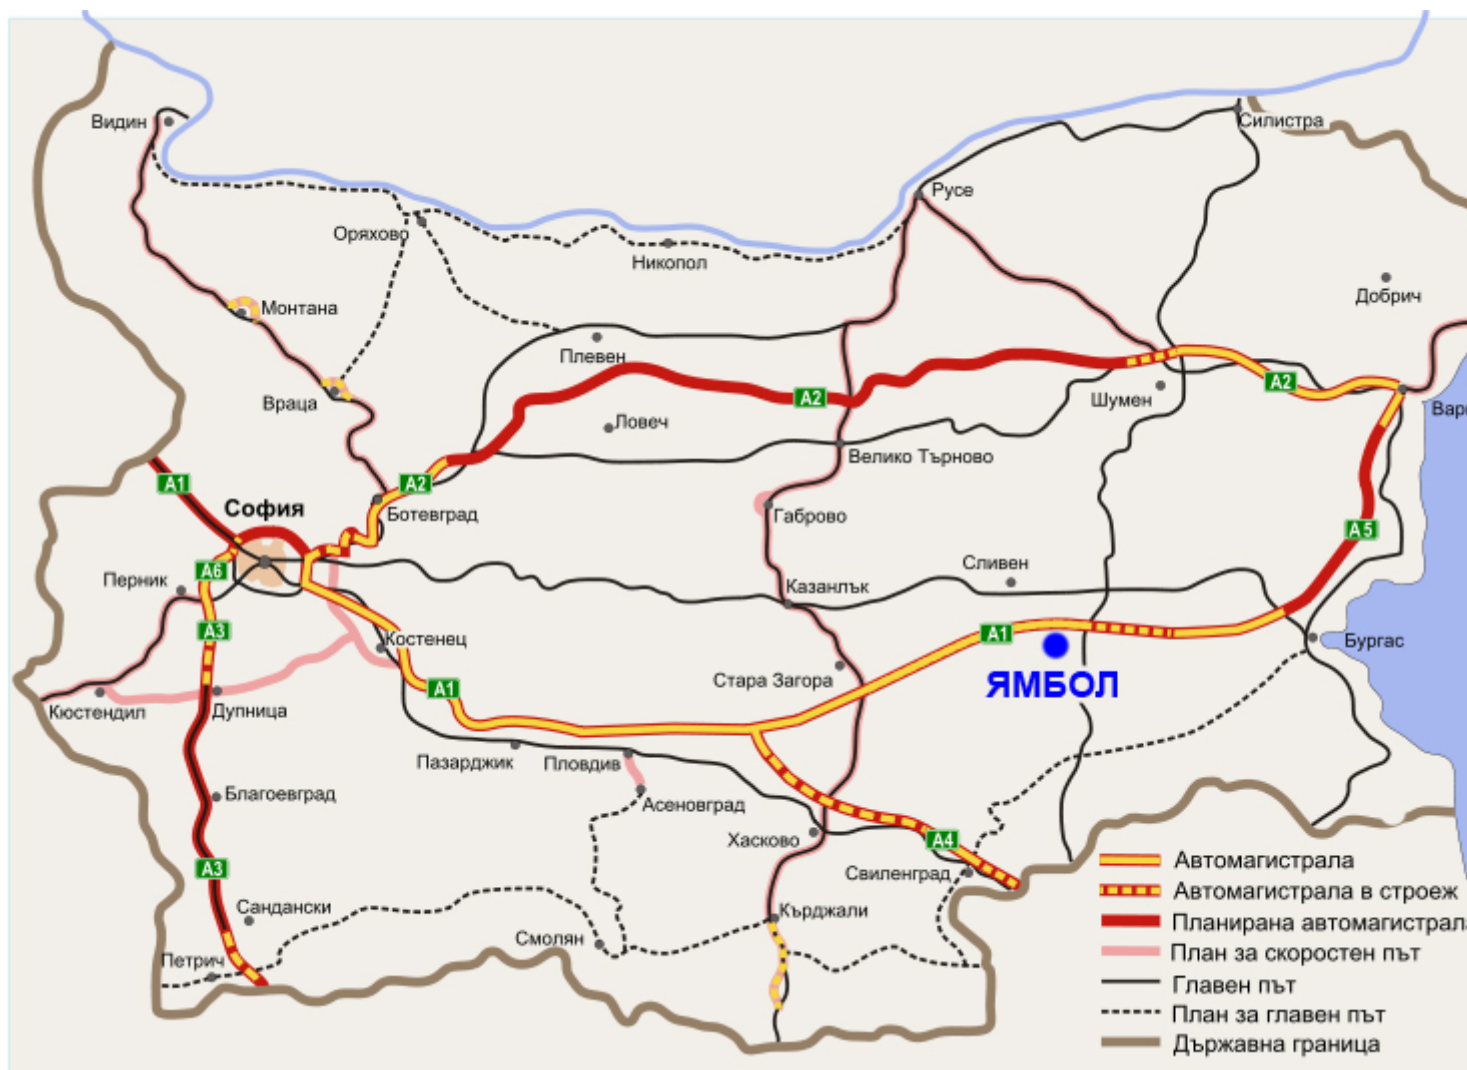 Видин
Силистра
Русе
Оряхово
Никопол
Добрич
Монтана
Плевен
A2
A2
Враца
Шумен
Ловеч
Варн
Велико Търново
A1
A2
София
Ботевград
Габрово
A5
Перник
A6
Сливен
Казанлък
A3
Костенец
A1
Бургас
Стара Загора
ЯМБОЛ
A1
Кюстендил
Дупница
Пазарджик
Пловдив
Благоевград
Асеновград
Хасково
A4
A3
Свиленград
Сандански
Кърджали
Смолян
Петрич
Автомагистрала
Автомагистрала в строеж
Планирана автомагистрала
План за скоростен път
Главен път
План за главен път
Държавна граница